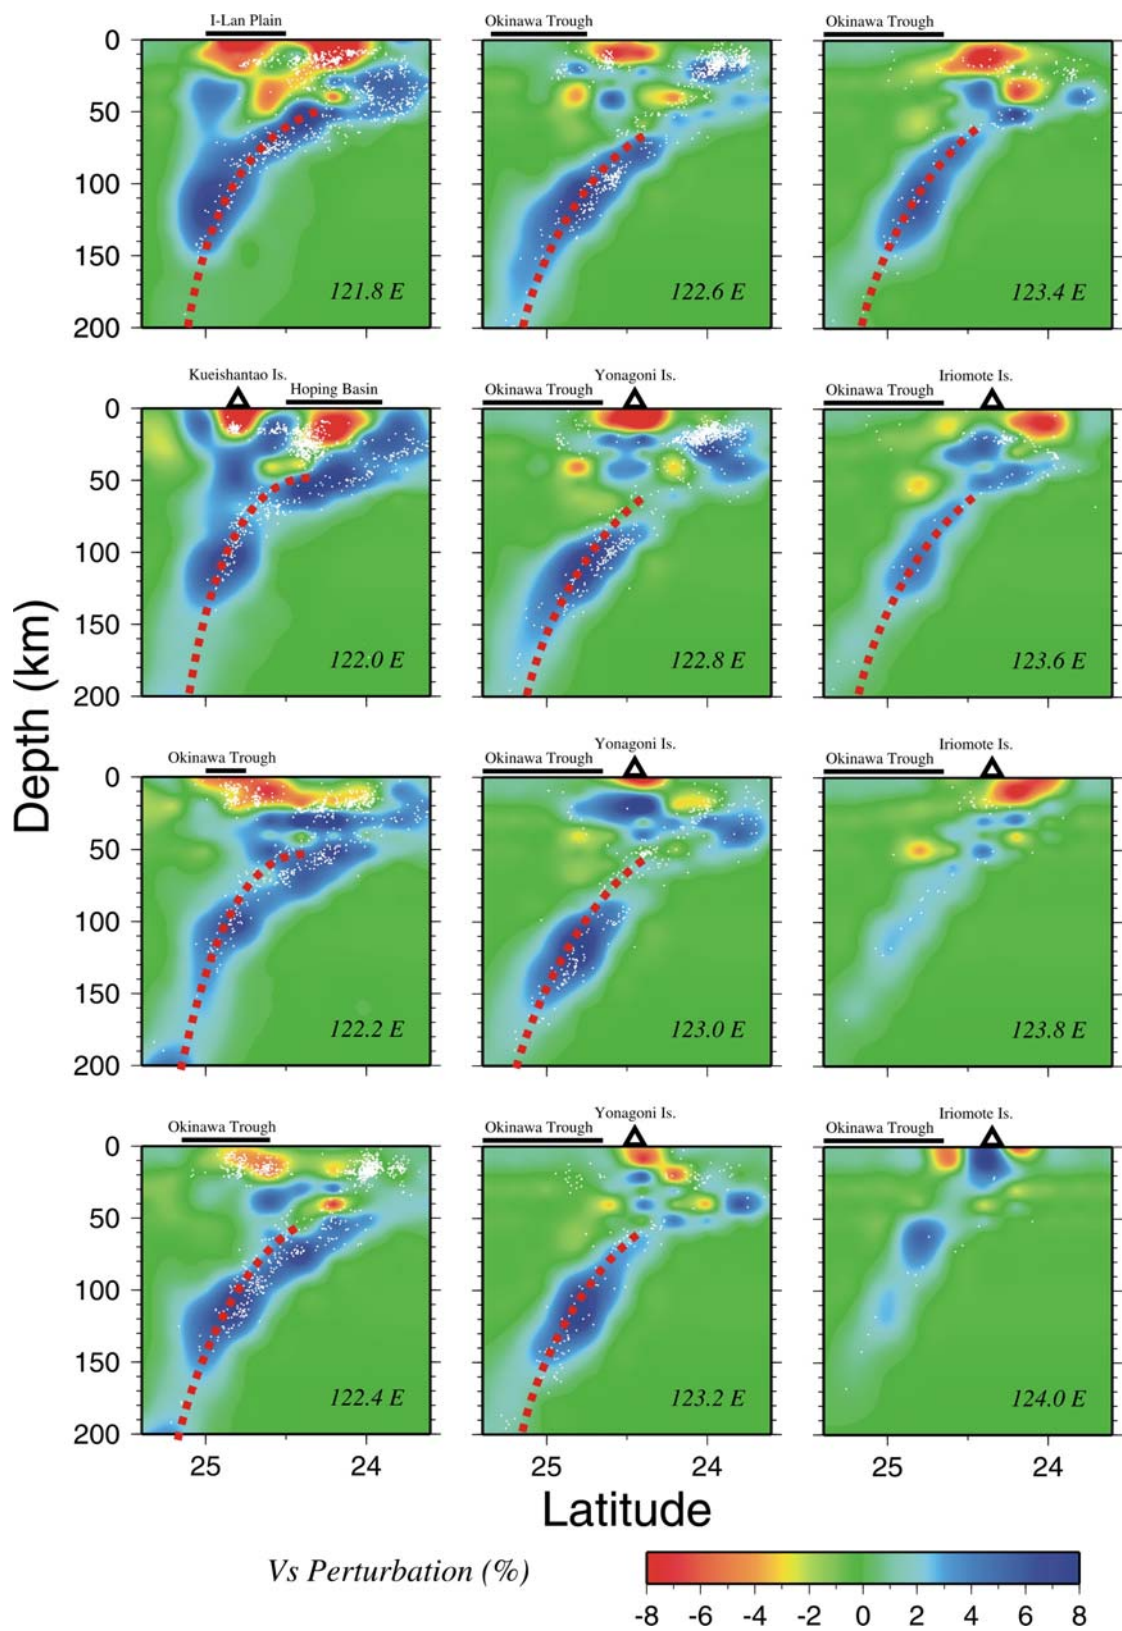 I-Lan Plain
Okinawa Trough
Okinawa Trough
0
50
100
150
200
121.8 E
122.6 E
123.4 E
Kueishantao Is.
Hoping Basin
Okinawa Trough
Yonagoni Is.
Okinawa Trough
Iriomote Is.
0
50
100
150
200
122.0 E
122.8 E
123.6 E
Depth (km)
Okinawa Trough
Okinawa Trough
Yonagoni Is.
Okinawa Trough
Iriomote Is.
0
50
100
150
200
122.2 E
123.0 E
123.8 E
Okinawa Trough
Okinawa Trough
Yonagoni Is.
Okinawa Trough
Iriomote Is.
0
50
100
150
200
122.4 E
123.2 E
124.0 E
25 24
25 24
25 24
Latitude
Vs Perturbation (%)
-8 -6 -4 -2 0 2 4 6 8